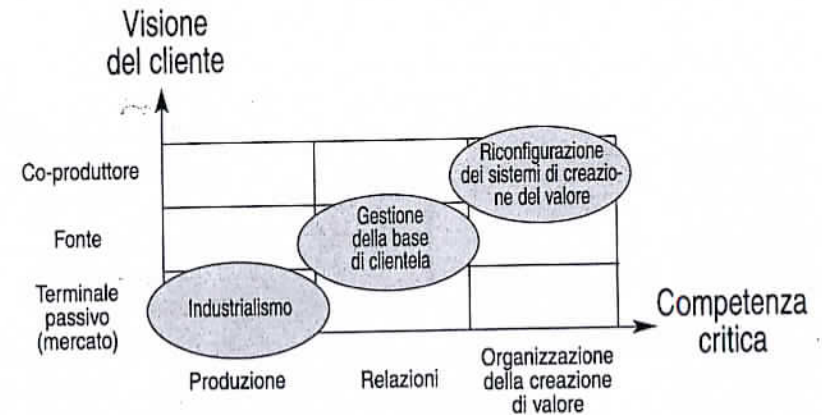 Visione
del cliente
Co-produttore
Riconfigurazione
dei sistemi di creazio-
ne del valore
Fonte
Gestione
della base
di clientela
Terminale
passivo
(mercato)
Industrialismo
Competenza
critica
Produzione
Relazioni
Organizzazione
della creazione
di valore